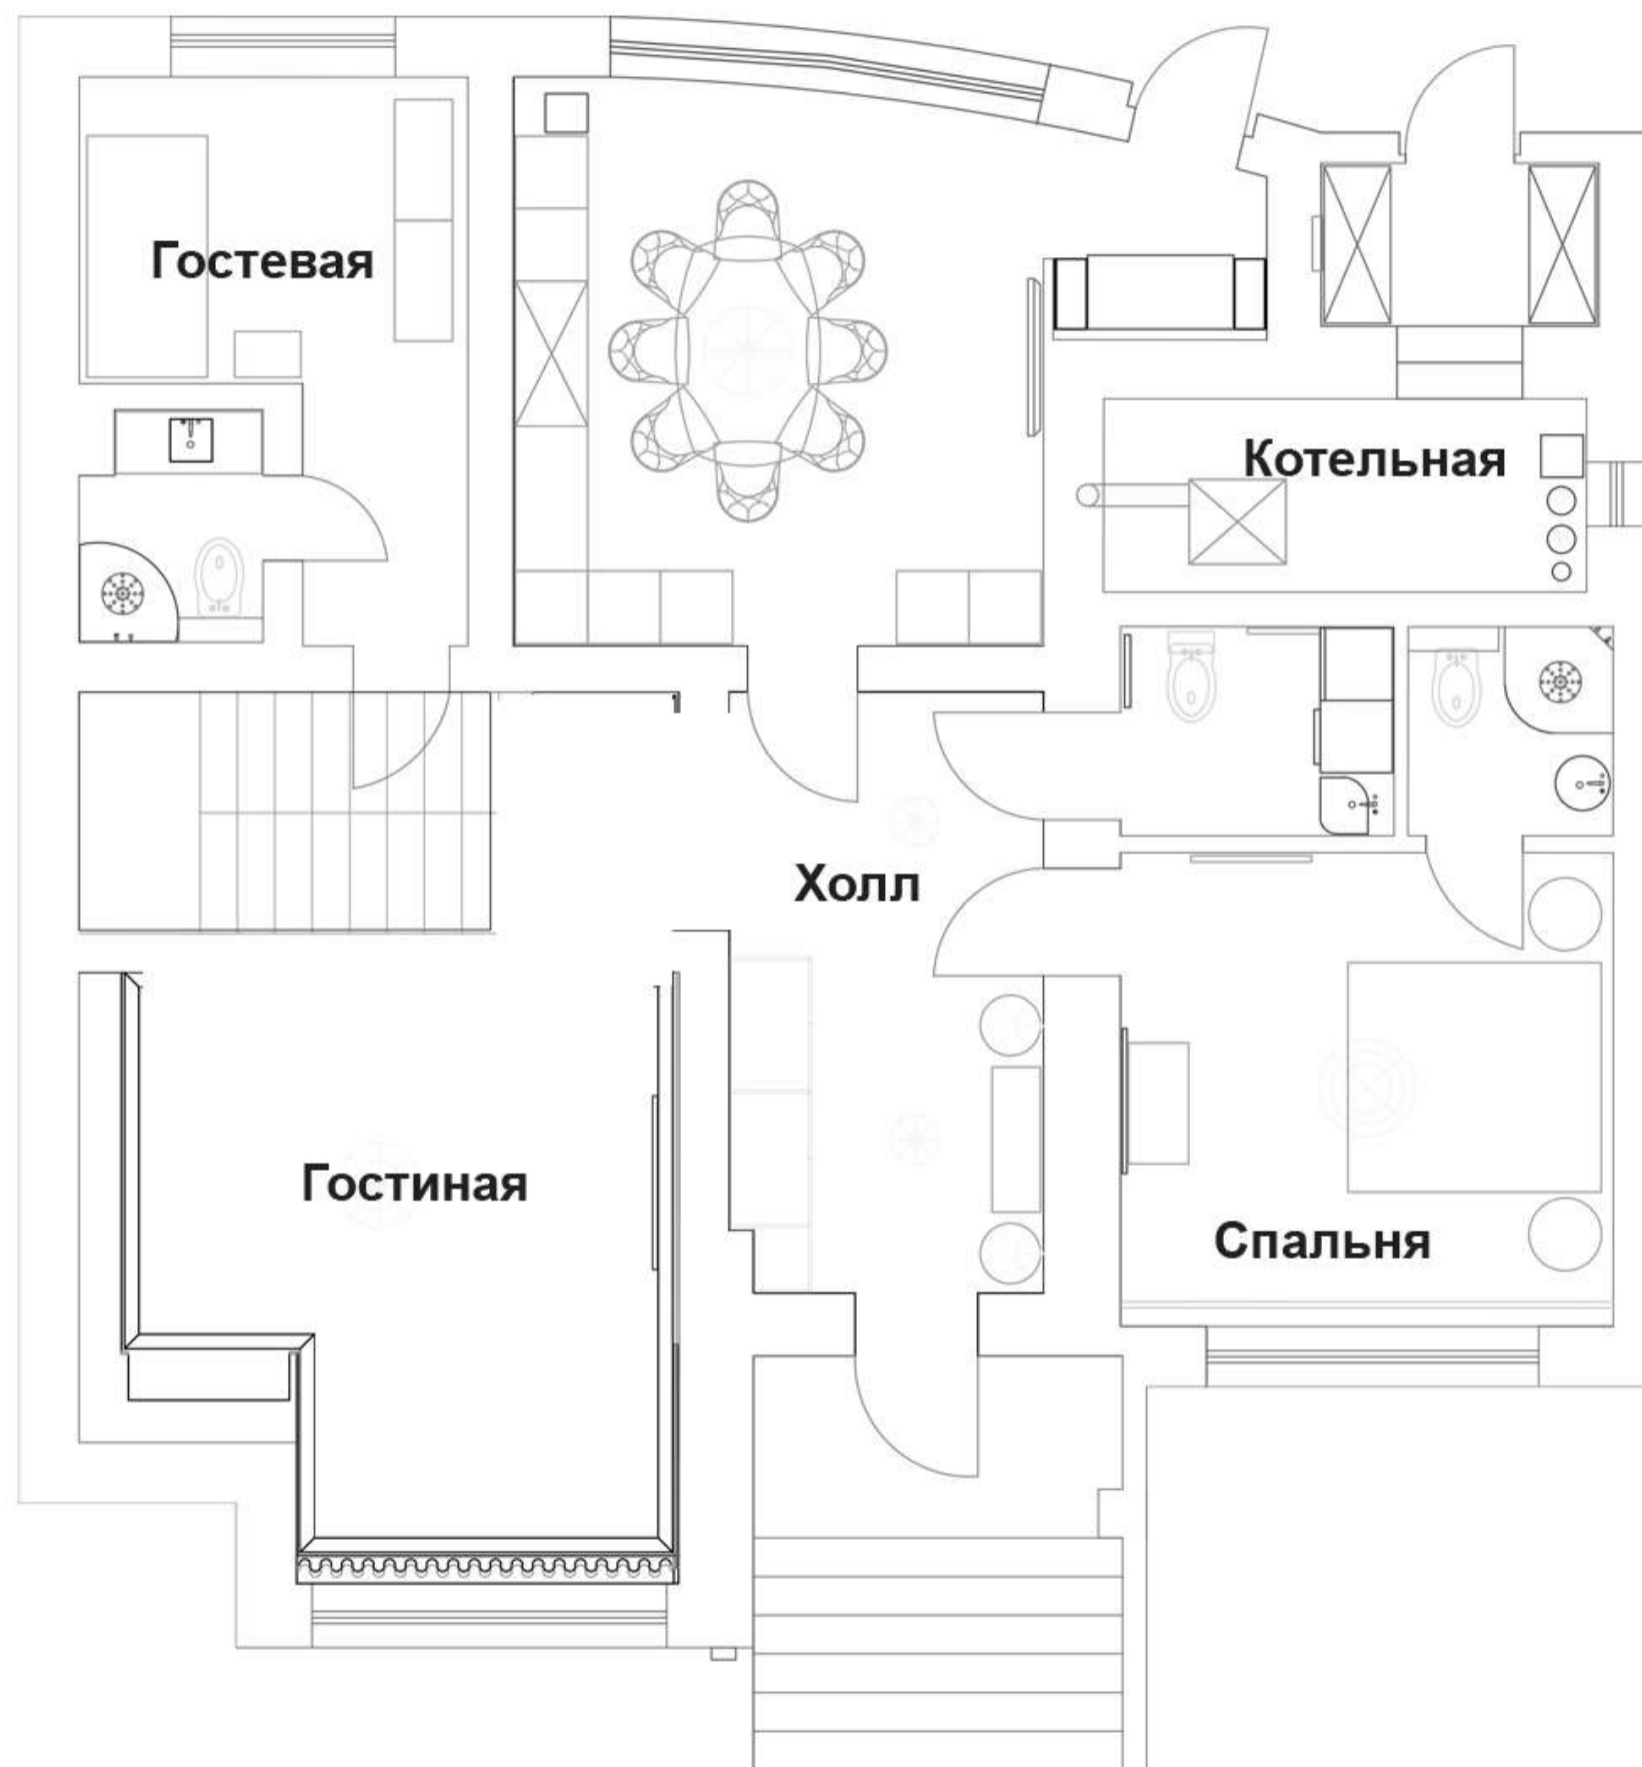 Гостевая
Котельная
Холл
Гостиная
Спальня